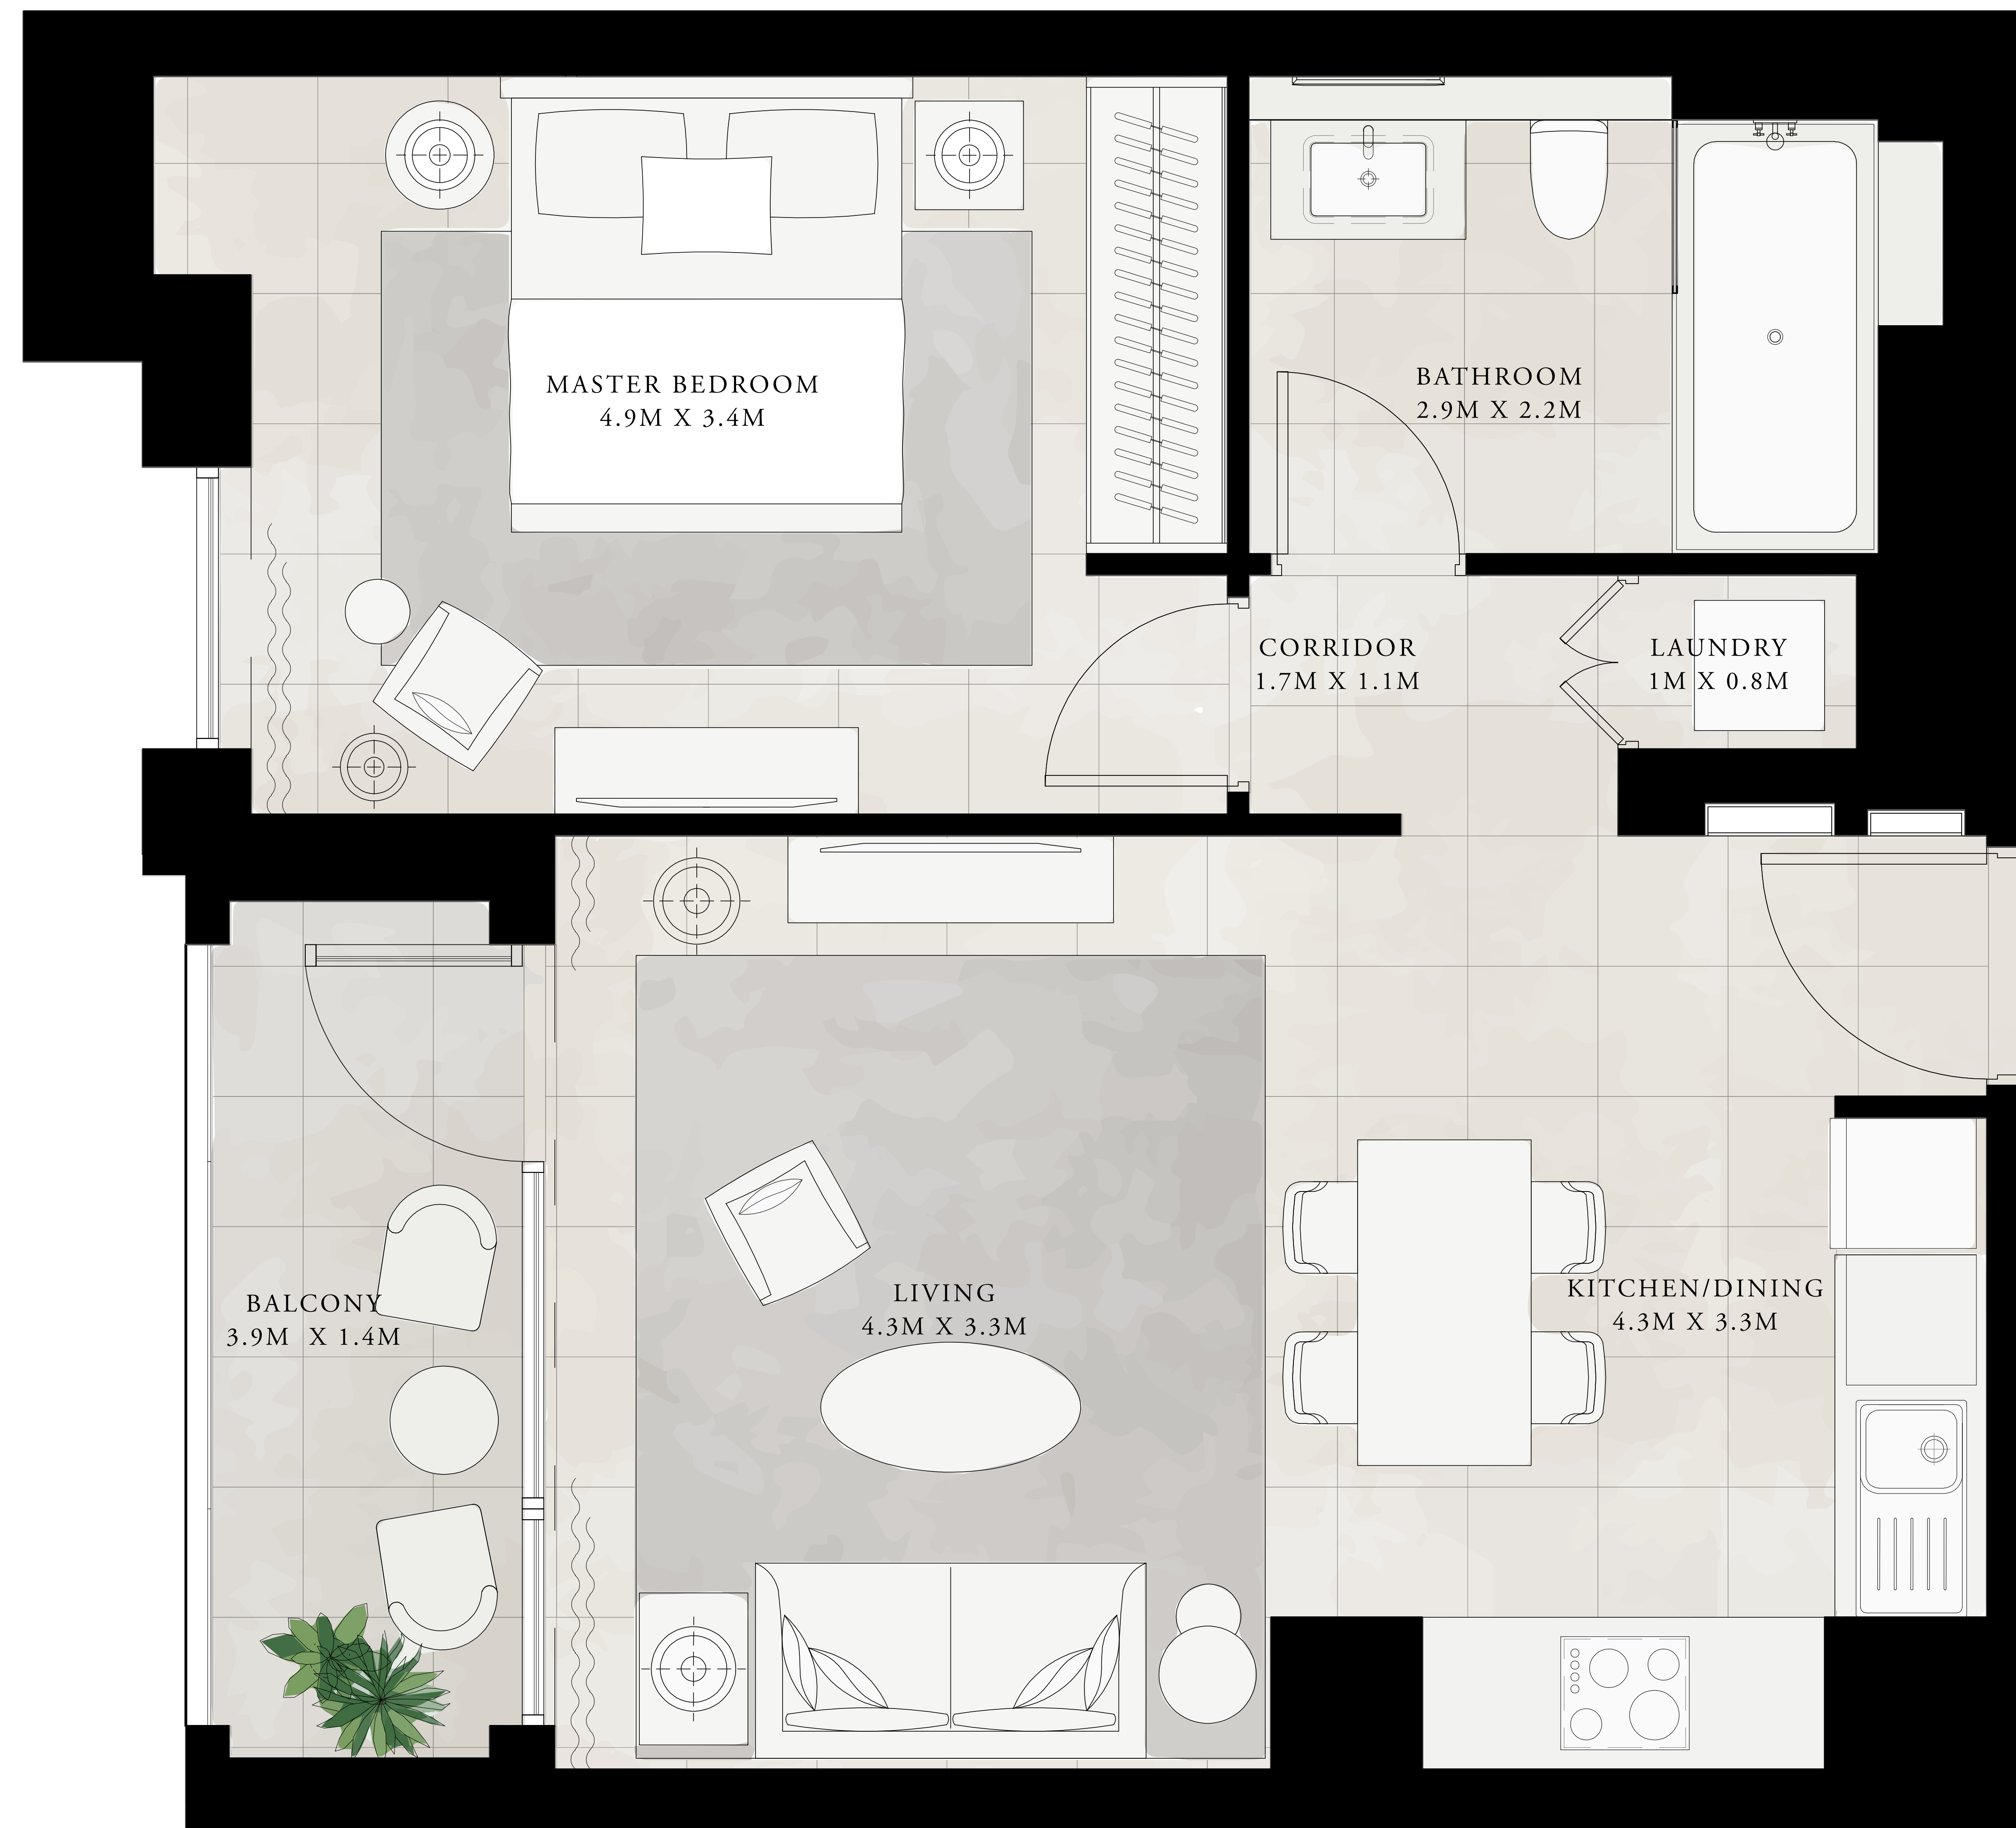 MASTER BEDROOM
4.9M X 3.4M
BATHROOM
2.9M X 2.2M
CORRIDOR
1.7M X 1.1M
LAUNDRY
1M X 0.8M
BALCONY
3.9M X 1.4M
LIVING
4.3M X 3.3M
KITCHEN/DINING
4.3M X 3.3M